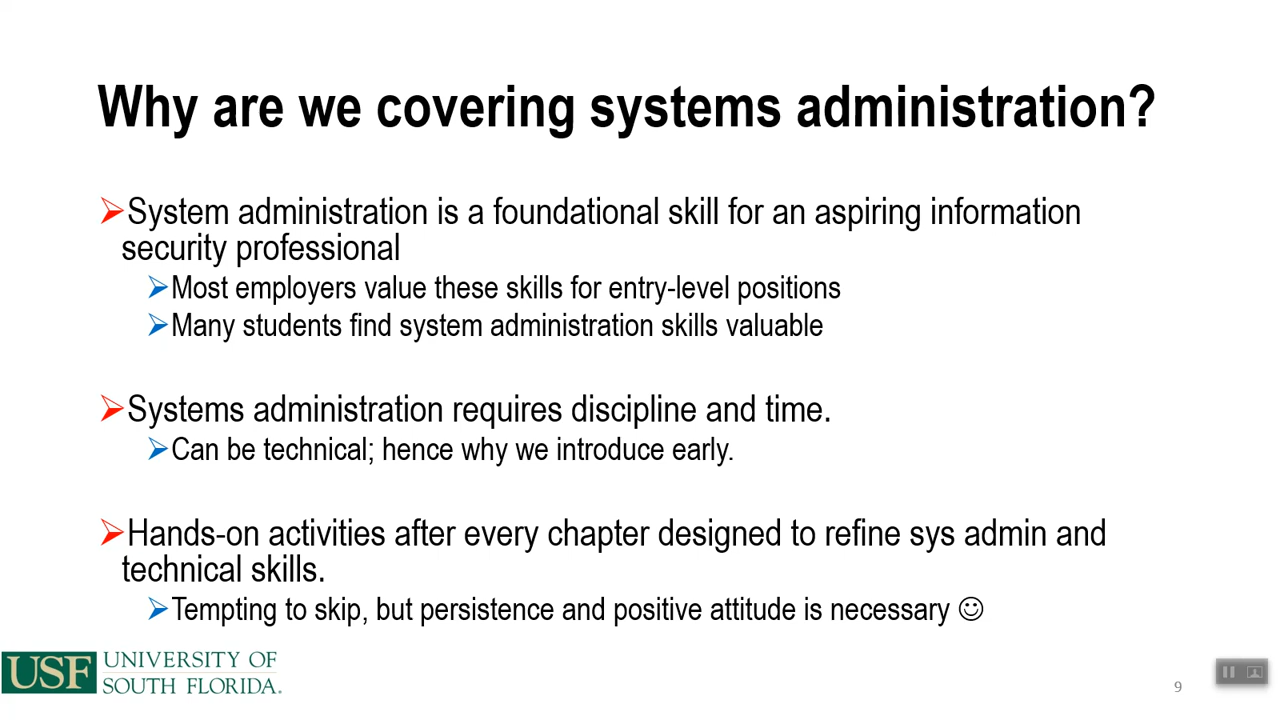 Why are we covering systems administration?
System administration is a foundational skill for an aspiring information
security professional
Most employers value these skills for entry-level positions
Many students find system administration skills valuable
Systems administration requires discipline and time.
Can be technical; hence why we introduce early.
Hands-on activities after every chapter designed to refine sys admin and
technical skills.
Tempting to skip, but persistence and positive attitude is necessary ☺
USF UNIVERSITY OF
SOUTH FLORIDA.
9